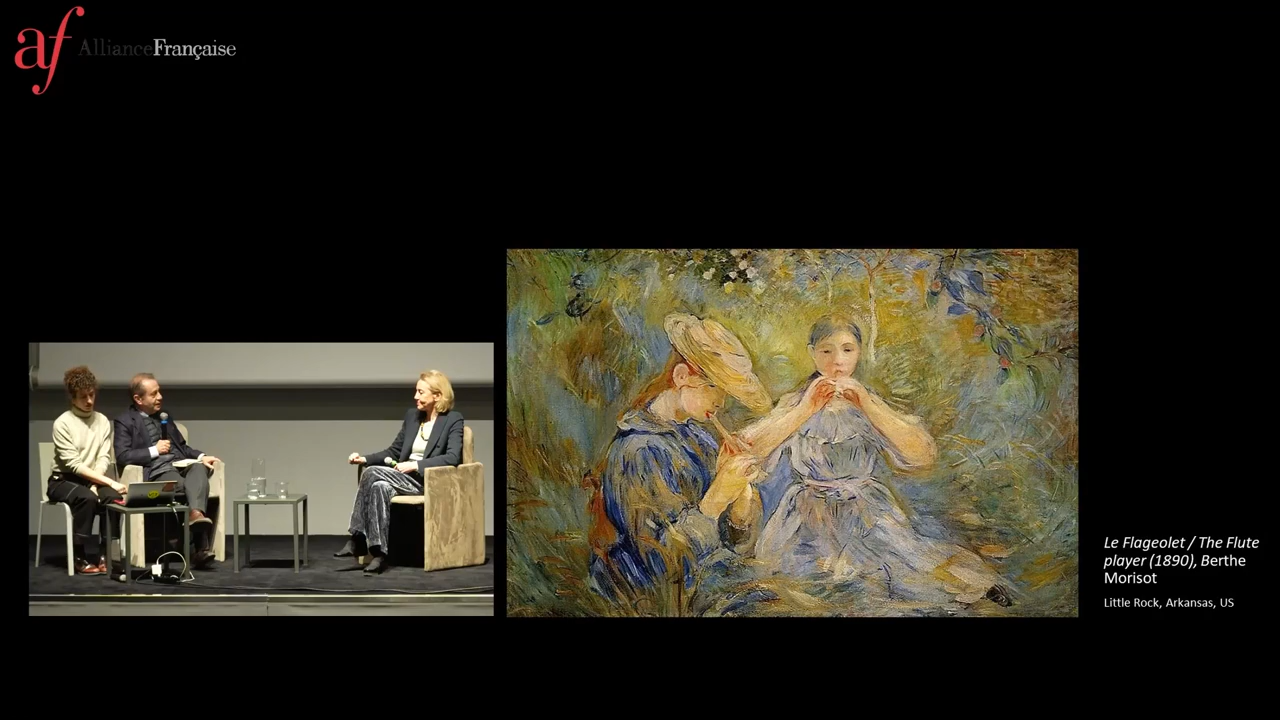 af AllianceFrançaise
Le Flageolet / The Flute
player (1890), Berthe
Morisot
Little Rock, Arkansas, US